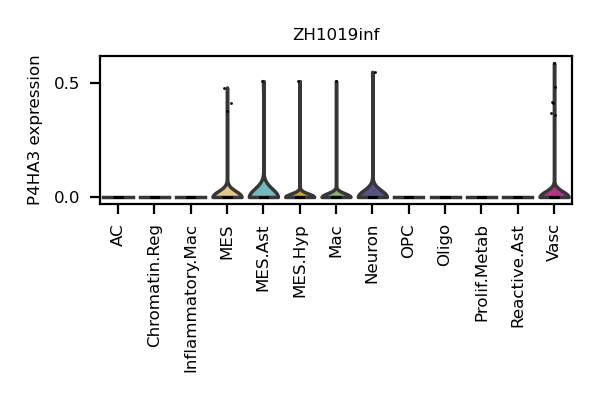 ZH1019inf
P4HA3 expression
0.5
0.0
AC
Chromatin.Reg
Inflammatory.Mac
MES
MES.Ast
MES.Hyp
Mac
Neuron
OPC
Oligo
Prolif.Metab
Reactive.Ast
Vasc